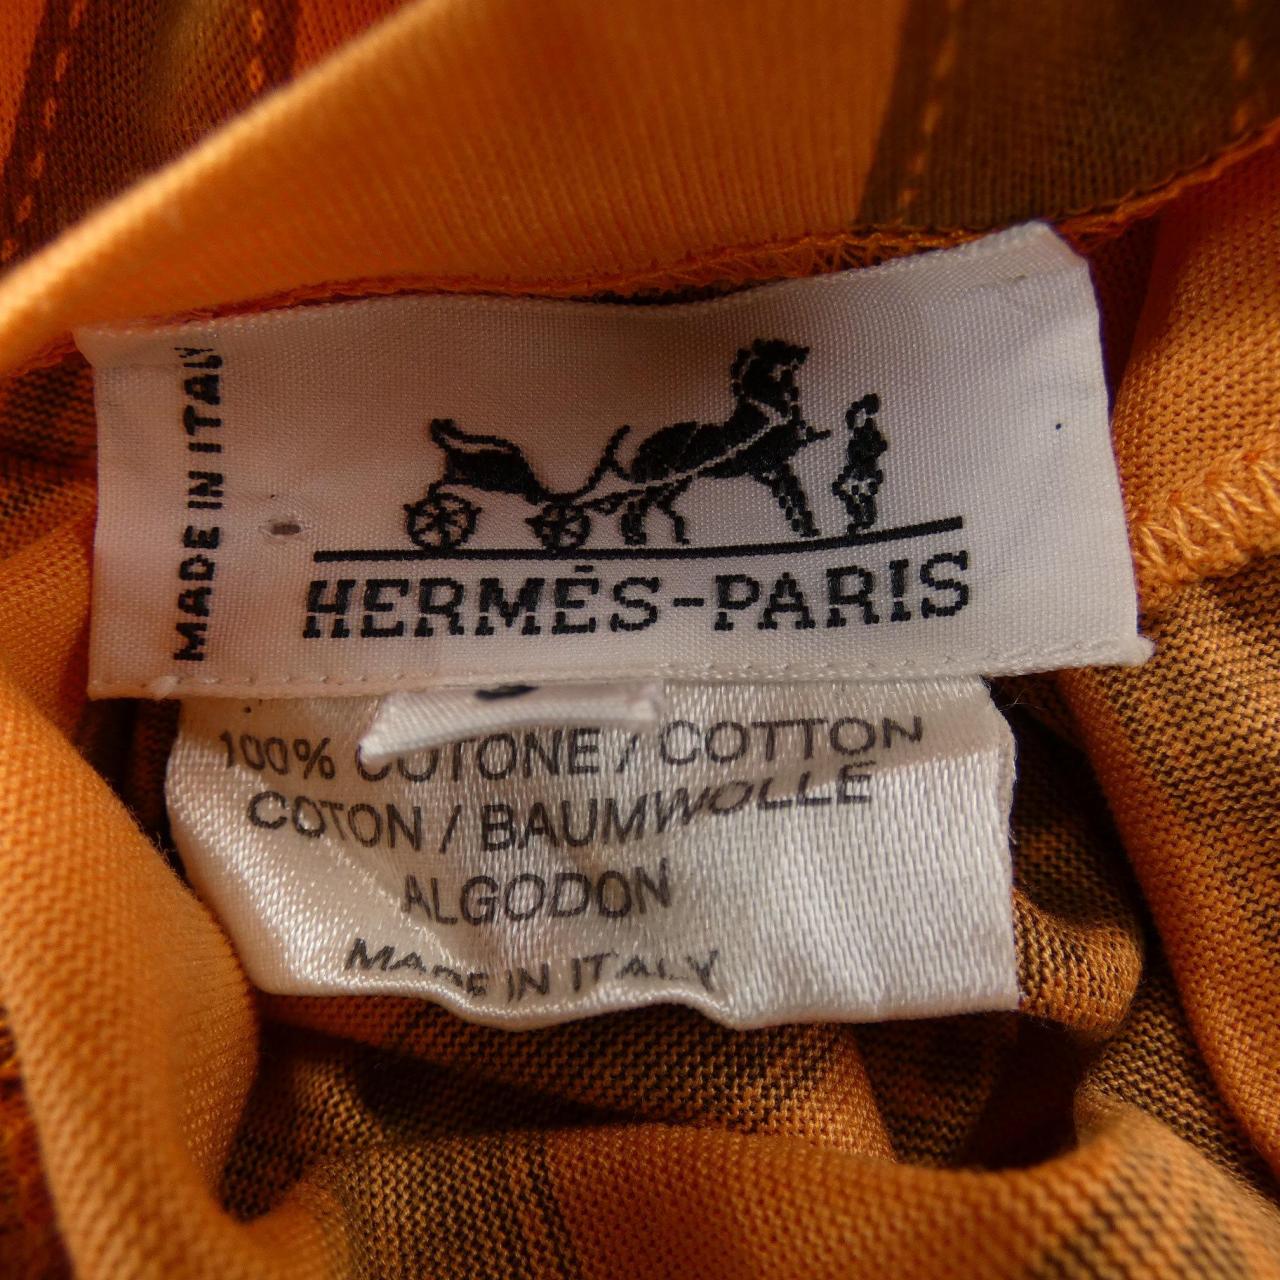 MADE IN ITALY
HERMÈS-PARIS
100% COTONE / COTTON
COTON / BAUMWOLLE
ALGODON
MADE IN ITALY